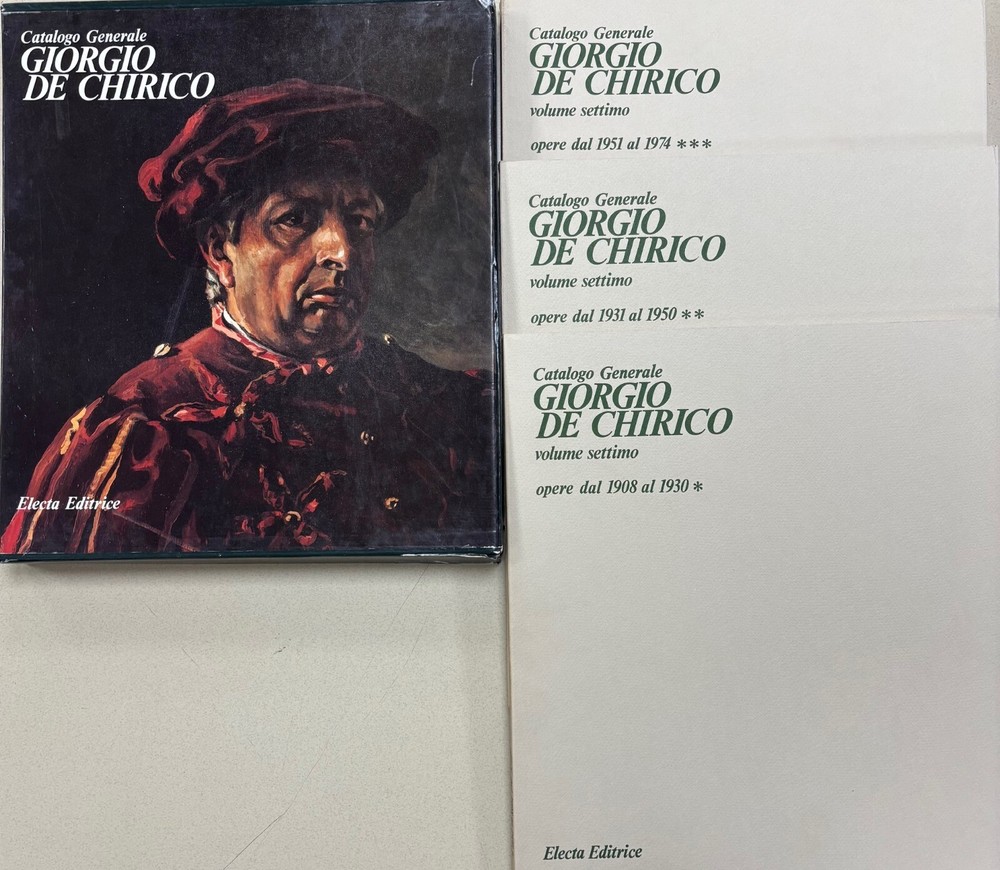 Catalogo Generale
GIORGIO
DE CHIRICO
Electa Editrice
Catalogo Generale
GIORGIO
DE CHIRICO
volume settimo
opere dal 1951 al 1974 ***
Catalogo Generale
GIORGIO
DE CHIRICO
volume settimo
opere dal 1931 al 1950 **
Catalogo Generale
GIORGIO
DE CHIRICO
volume settimo
opere dal 1908 al 1930 *
Electa Editrice